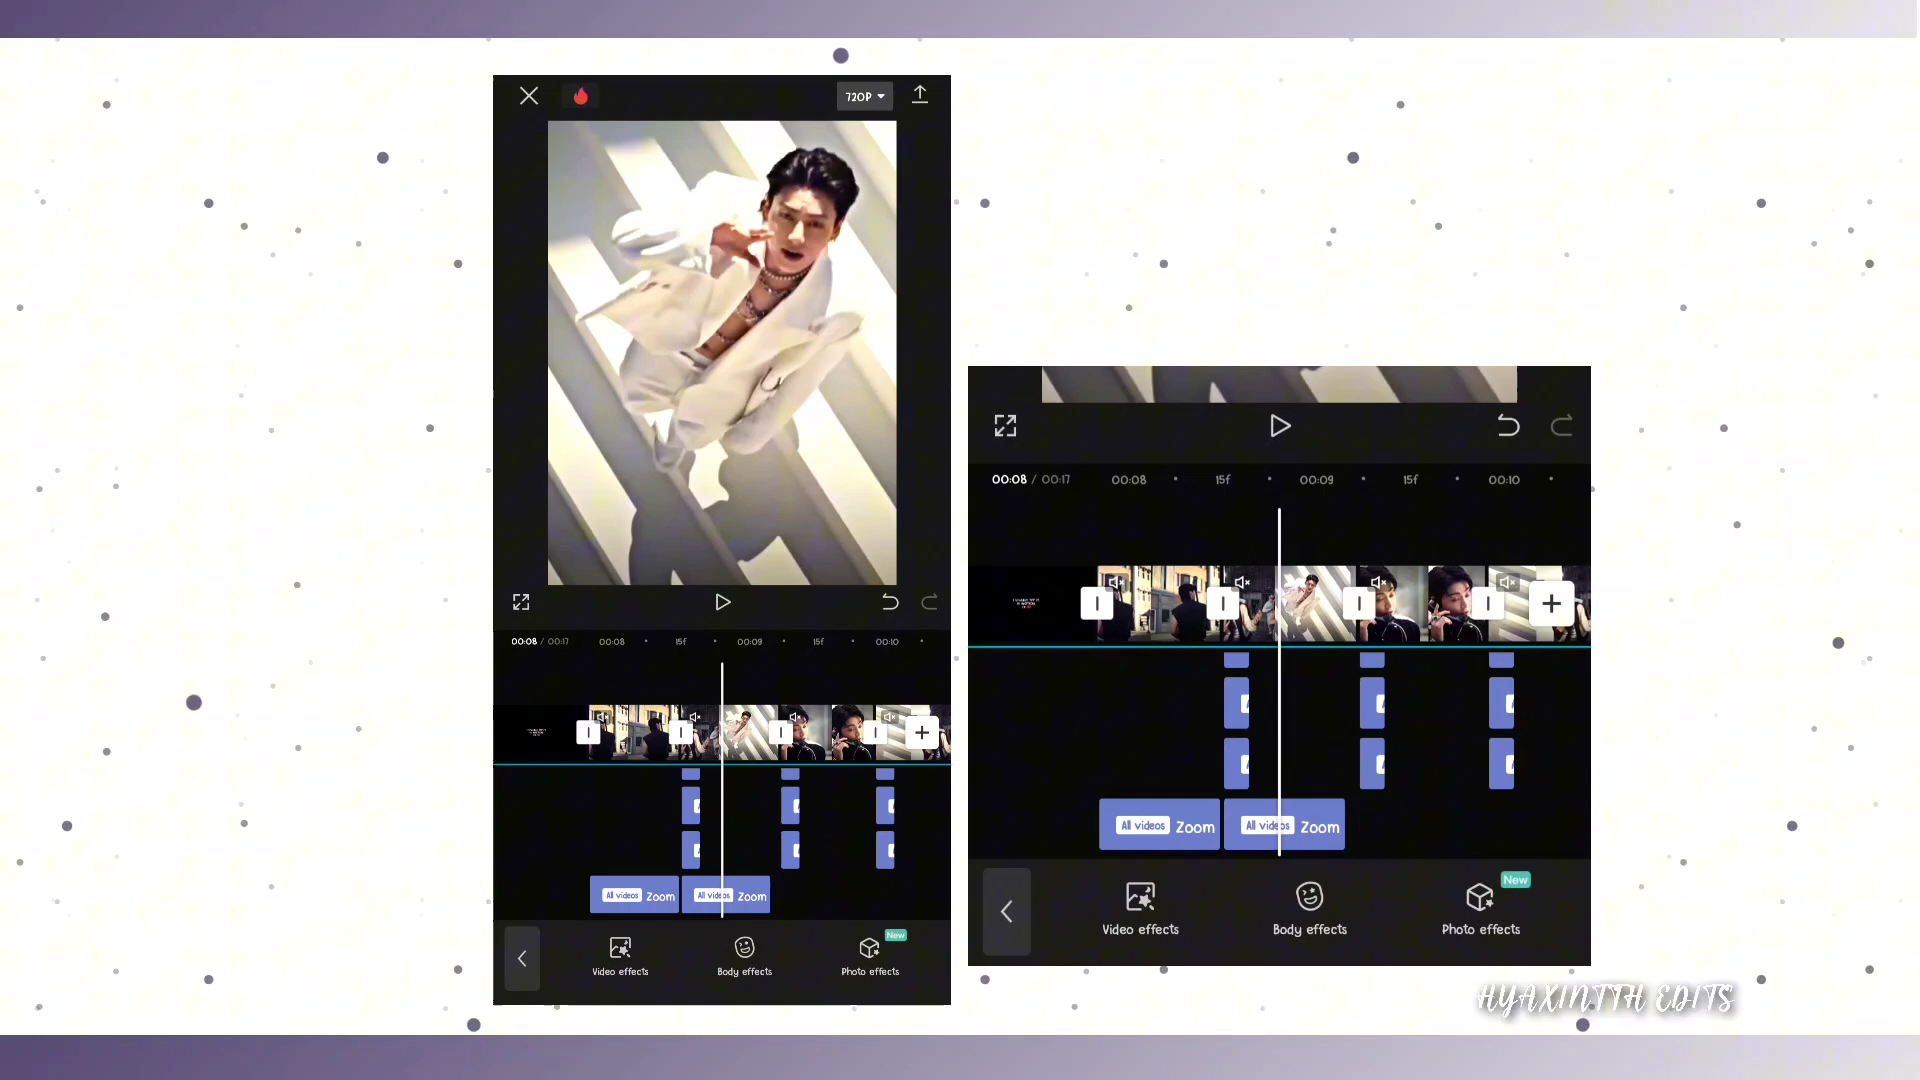 720P
00:08 / 00:17 00:08 15f 00:09 15f 00:10
All videos Zoom All videos Zoom
New
Video effects Body effects Photo effects
00:08 / 00:17 00:08 15f 00:09 15f 00:10
All videos Zoom All videos Zoom
New
Video effects Body effects Photo effects
HYAXINTTH EDITS